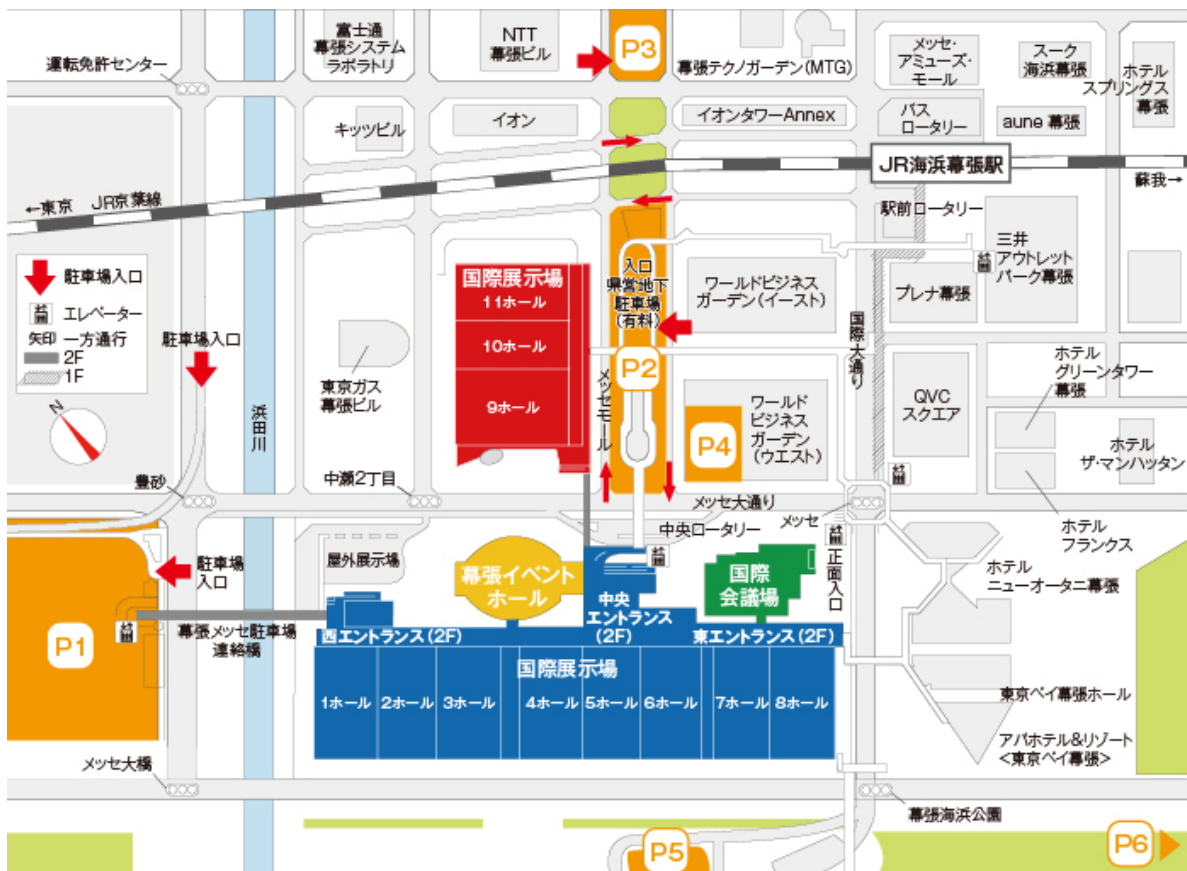 富士通
幕張システム
ラボラトリ
NTT
幕張ビル
P3
幕張テクノガーデン(MTG)
メッセ・
アミューズ・
モール
スーク
海浜幕張
ホテル
スプリングス
幕張
運転免許センター
キッツビル
イオン
イオンタワーAnnex
バス
ロータリー
aune 幕張
JR海浜幕張駅
←東京 JR京葉線
蘇我→
駅前ロータリー
駐車場入口
エレベーター
矢印 一方通行
2F
1F
N
駐車場入口
浜田川
東京ガス
幕張ビル
国際展示場
11ホール
10ホール
9ホール
入口
県営地下
駐車場
(有料)
P2
メッセモール
ワールドビジネス
ガーデン(イースト)
P4
ワールド
ビジネス
ガーデン
(ウエスト)
国際大通り
プレナ幕張
三井
アウトレット
パーク幕張
QVC
スクエア
ホテル
グリーンタワー
幕張
ホテル
ザ・マンハッタン
ホテル
フランクス
豊砂
中瀬2丁目
メッセ大通り
メッセ
中央ロータリー
正面入口
駐車場
入口
屋外展示場
幕張イベント
ホール
国際
会議場
ホテル
ニューオータニ幕張
P1
幕張メッセ駐車場
連絡橋
西エントランス(2F)
中央
エントランス
(2F)
東エントランス(2F)
国際展示場
1ホール
2ホール
3ホール
4ホール
5ホール
6ホール
7ホール
8ホール
東京ベイ幕張ホール
アパホテル&リゾート
<東京ベイ幕張>
メッセ大橋
幕張海浜公園
P5
P6